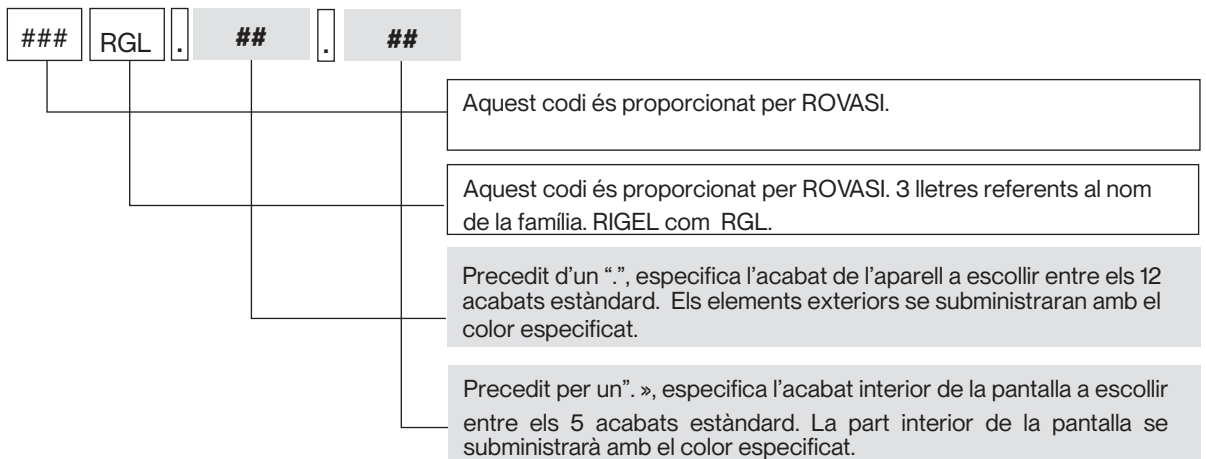 ### RGL . ## . ##
Aquest codi és proporcionat per ROVASI.
Aquest codi és proporcionat per ROVASI. 3 lletres referents al nom
de la família. RIGEL com  RGL.
Precedit d’un “.”, especifica l’acabat de l’aparell a escollir entre els 12
acabats estàndard.  Els elements exteriors se subministraran amb el
color especificat.
Precedit per un”. », especifica l’acabat interior de la pantalla a escollir
entre els 5 acabats estàndard. La part interior de la pantalla se
subministrarà amb el color especificat.